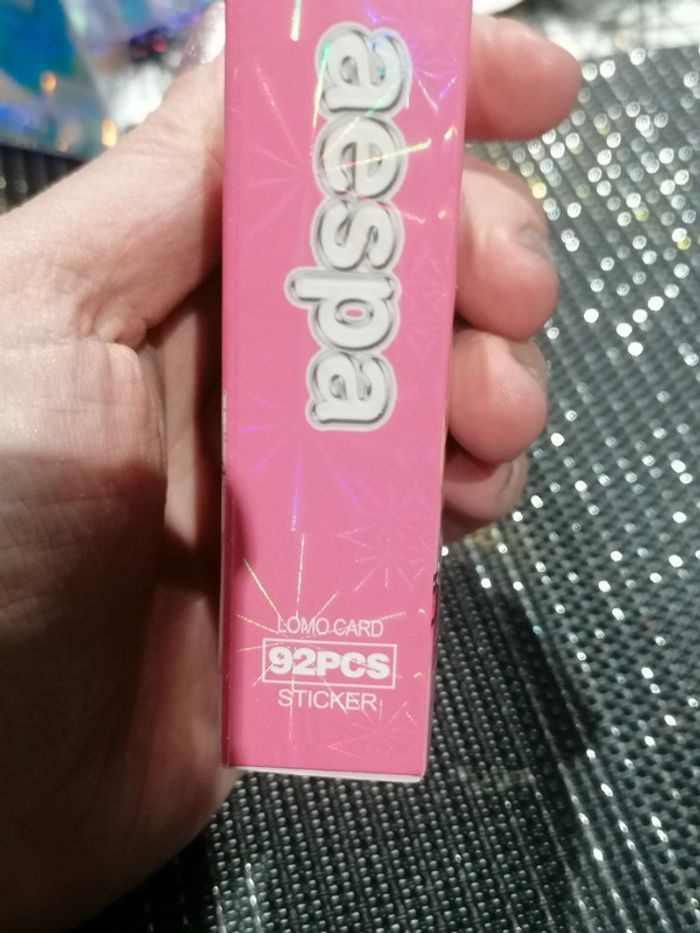 aespa
LOMO CARD
92PCS
STICKER